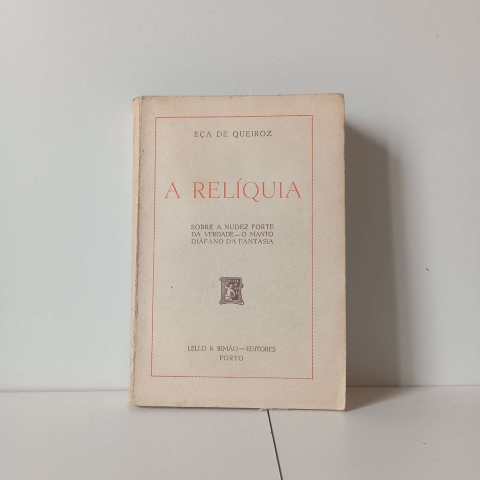 EÇA DE QUEIROZ
A RELÍQUIA
SOBRE A NUDEZ FORTE
DA VERDADE—O MANTO
DIÁFANO DA FANTASIA
LELLO & IRMÃO—EDITORES
PORTO